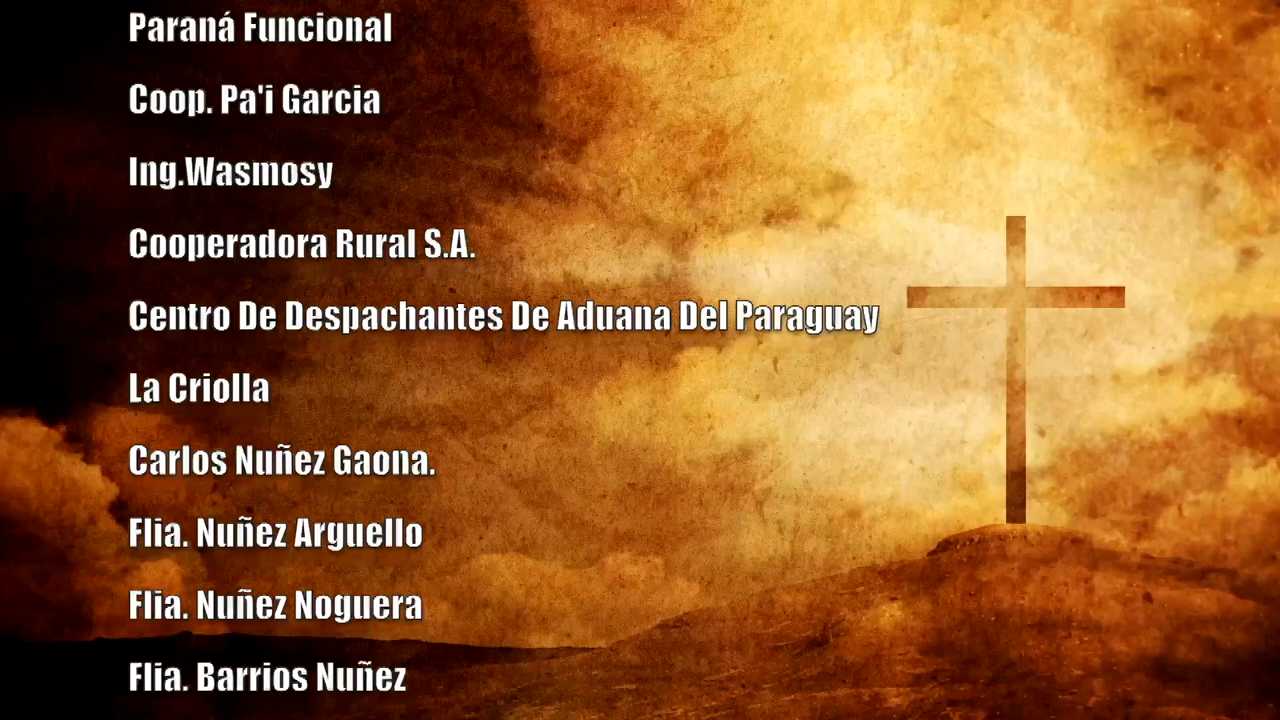 Paraná Funcional
Coop. Pa'i Garcia
Ing.Wasmosy
Cooperadora Rural S.A.
Centro De Despachantes De Aduana Del Paraguay
La Criolla
Carlos Nuñez Gaona.
Flia. Nuñez Arguello
Flia. Nuñez Noguera
Flia. Barrios Nuñez